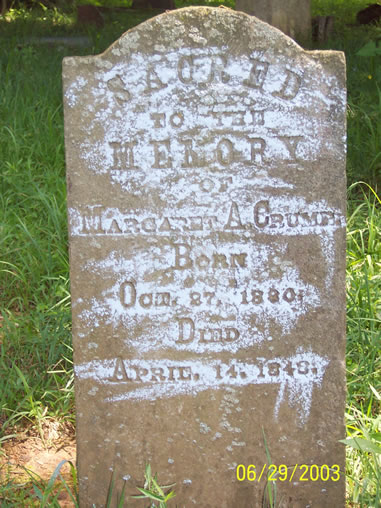 SACRED
TO THE
MEMORY
OF
MARGARET A. CRUMP
BORN
OCT. 27, 1830
DIED
APRIL. 14. 1848.
06/29/2003